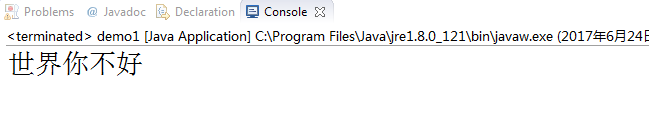 Problems @ Javadoc Declaration Console
<terminated> demo1 [Java Application] C:\Program Files\Java\jre1.8.0_121\bin\javaw.exe (2017年6月24日
世界你不好